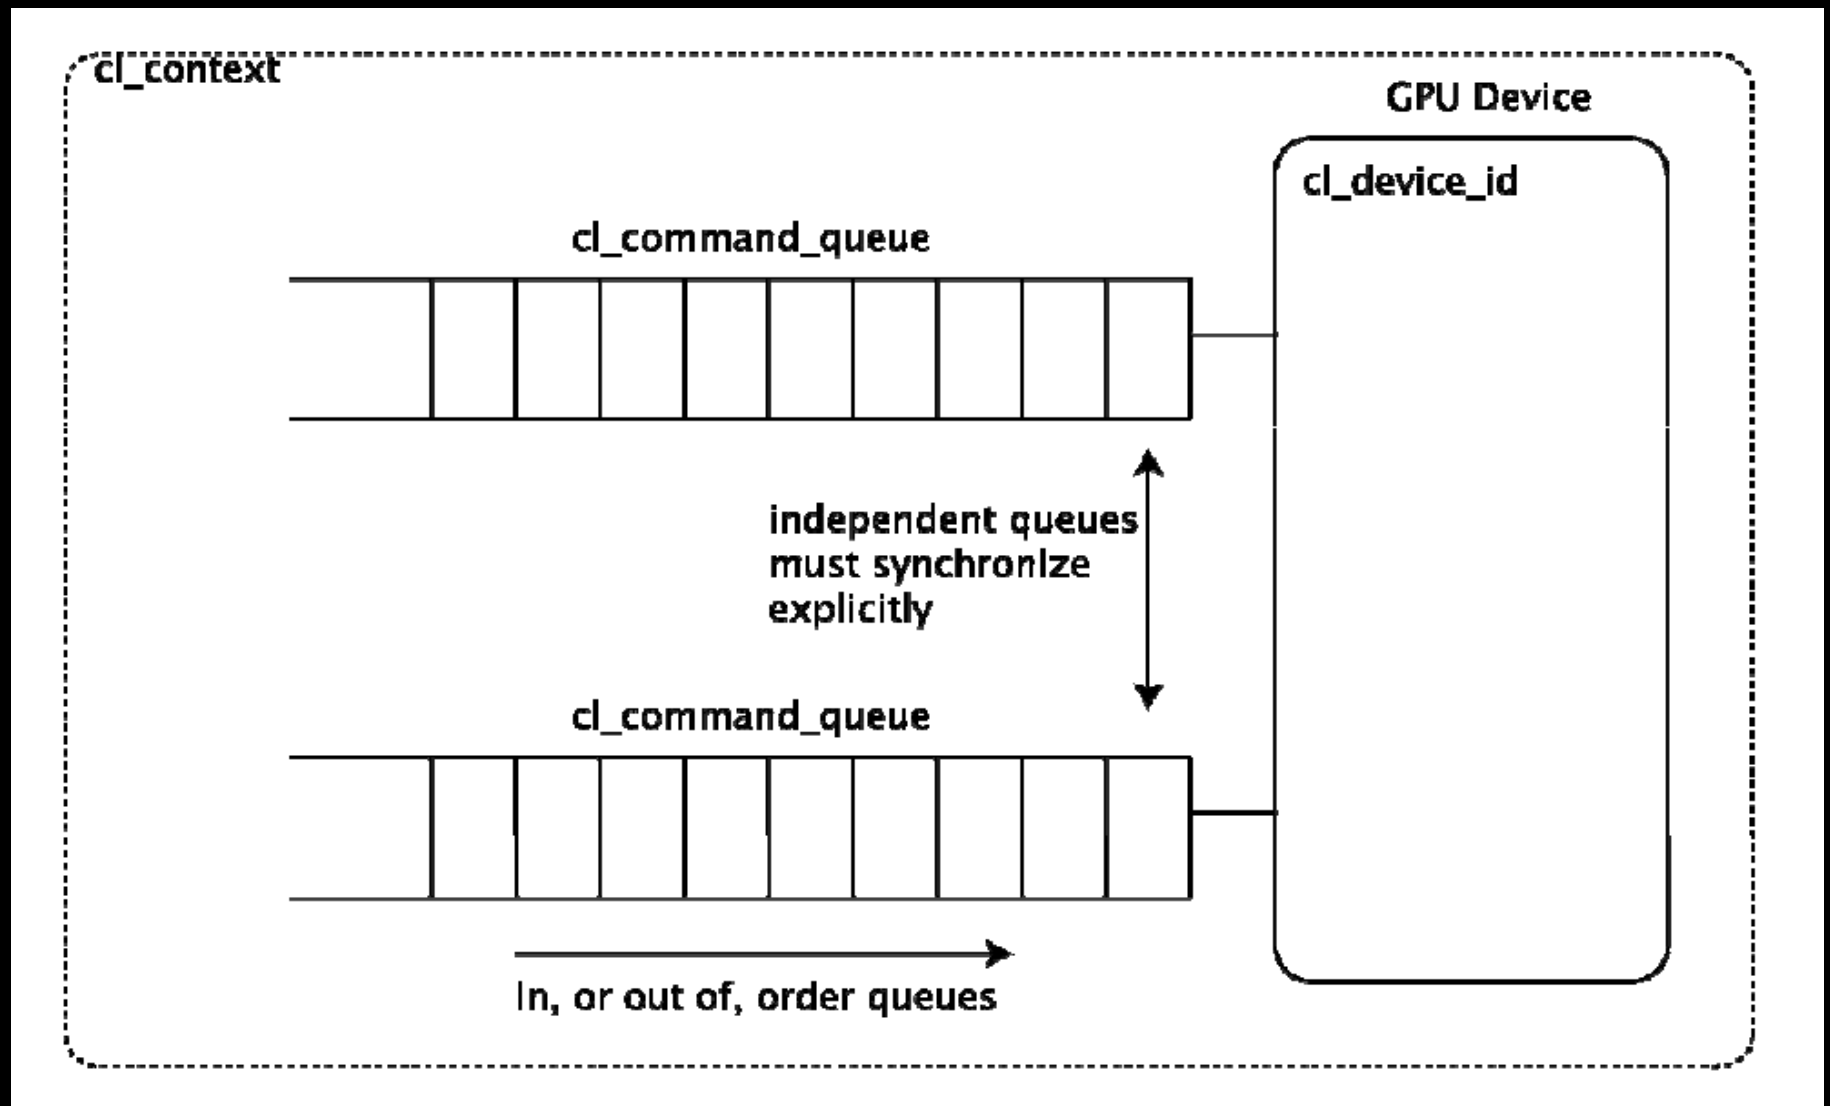 cl_context
GPU Device
cl_device_id
cl_command_queue
independent queues
must synchronize
explicitly
cl_command_queue
In, or out of, order queues